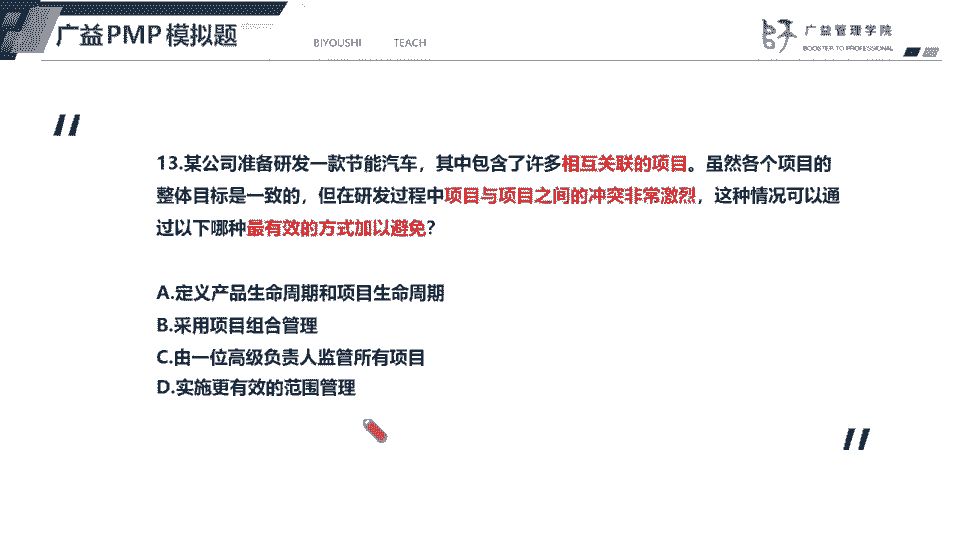 广益PMP模拟题
BIYOUSHI TEACH
广益管理学院
BOOSTER TO PROFESSIONAL
13.某公司准备研发一款节能汽车，其中包含了许多相互关联的项目。虽然各个项目的
整体目标是一致的，但在研发过程中项目与项目之间的冲突非常激烈，这种情况可以通
过以下哪种最有效的方式加以避免？
A.定义产品生命周期和项目生命周期
B.采用项目组合管理
C.由一位高级负责人监管所有项目
D.实施更有效的范围管理